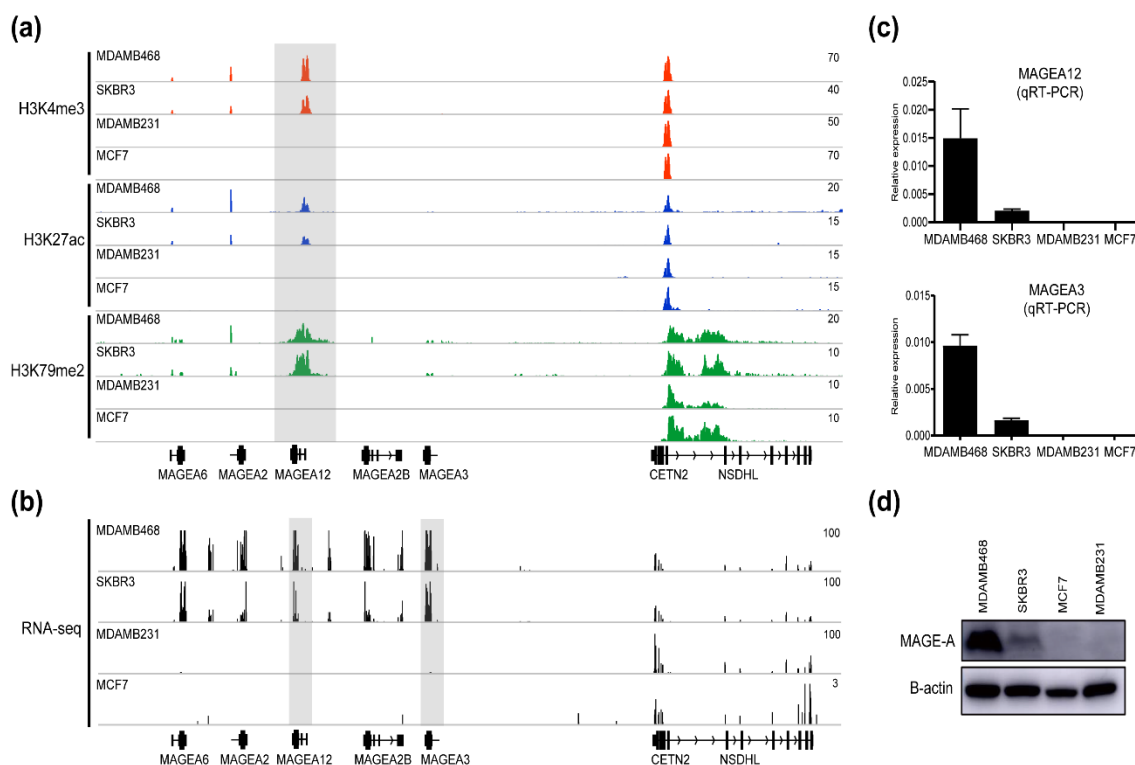 (a)
H3K4me3
MDAMB468 70
SKBR3 40
MDAMB231 50
MCF7 70
H3K27ac
MDAMB468 20
SKBR3 15
MDAMB231 15
MCF7 15
H3K79me2
MDAMB468 20
SKBR3 10
MDAMB231 10
MCF7 10
MAGEA6 MAGEA2 MAGEA12 MAGEA2B MAGEA3 CETN2 NSDHL
(b)
RNA-seq
MDAMB468 100
SKBR3 100
MDAMB231 100
MCF7 3
MAGEA6 MAGEA2 MAGEA12 MAGEA2B MAGEA3 CETN2 NSDHL
(c)
MAGEA12
(qRT-PCR)
Relative expression
0.025
0.020
0.015
0.010
0.005
0.000
MDAMB468 SKBR3 MDAMB231 MCF7
MAGEA3
(qRT-PCR)
Relative expression
0.015
0.010
0.005
0.000
MDAMB468 SKBR3 MDAMB231 MCF7
(d)
MDAMB468
SKBR3
MCF7
MDAMB231
MAGE-A
B-actin